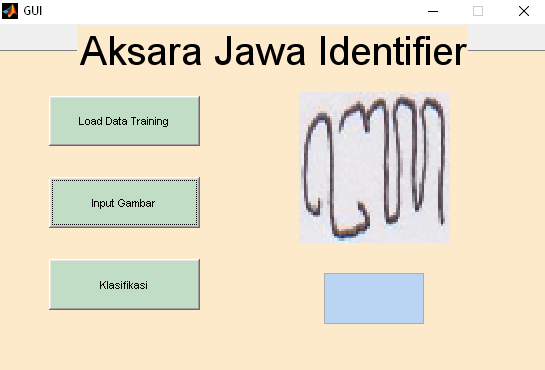 GUI
Aksara Jawa Identifier
Load Data Training
Input Gambar
Klasifikasi